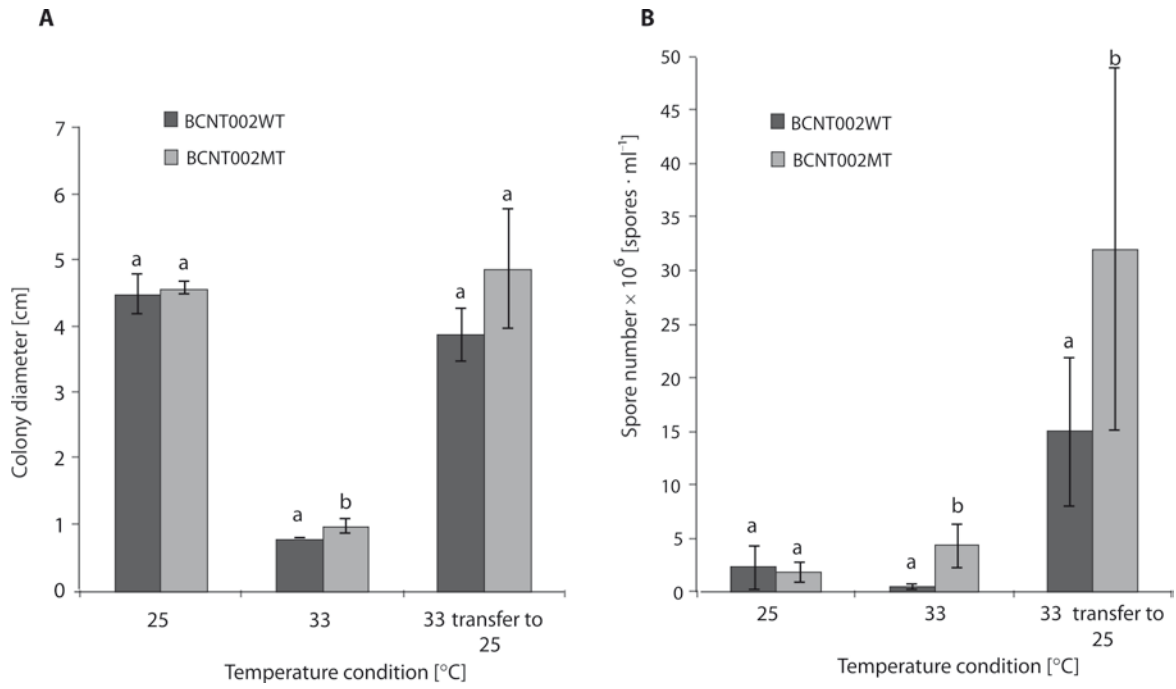 A
BCNT002WT
BCNT002MT
Colony diameter [cm]
7
6
5
4
3
2
1
0
a
a
a
b
a
a
25
33
33 transfer to
25
Temperature condition [°C]
B
BCNT002WT
BCNT002MT
Spore number × 10⁶ [spores · ml⁻¹]
50
45
40
35
30
25
20
15
10
5
0
a
a
a
b
a
b
25
33
33 transfer to
25
Temperature condition [°C]